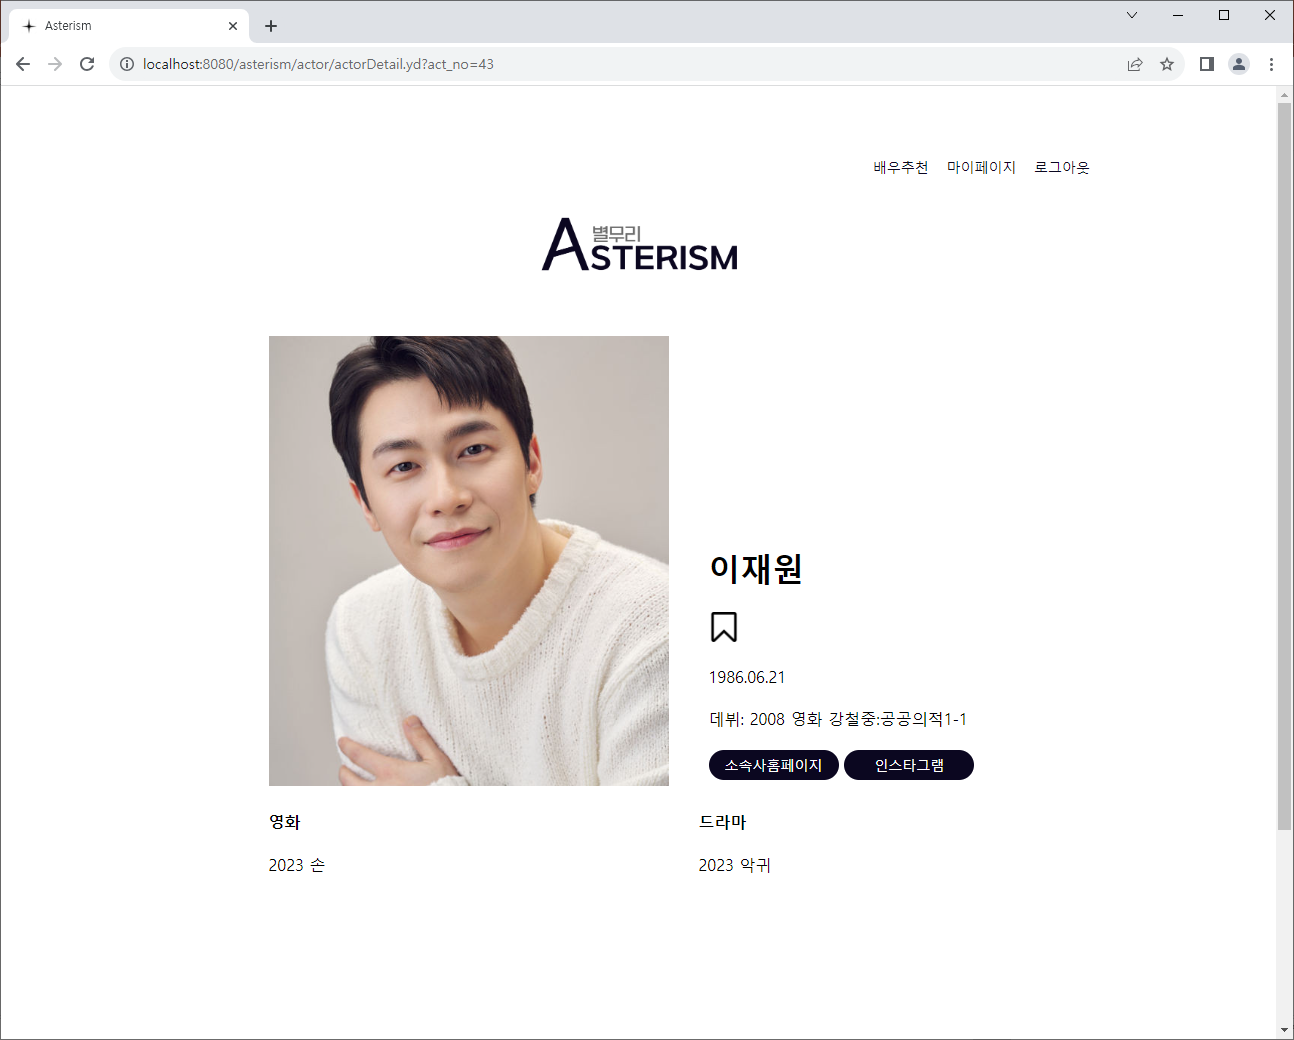 Asterism
localhost:8080/asterism/actor/actorDetail.yd?act_no=43
배우추천 마이페이지 로그아웃
별무리
ASTERISM
이재원
1986.06.21
데뷔: 2008 영화 강철중:공공의적1-1
소속사홈페이지 인스타그램
영화 드라마
2023 손 2023 악귀